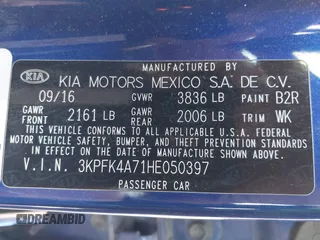 MANUFACTURED BY
KIA KIA MOTORS MEXICO S.A. DE C.V.
09/16 GVWR 3836 LB PAINT B2R
GAWR FRONT 2161 LB GAWR REAR 2006 LB TRIM WK
THIS VEHICLE CONFORMS TO ALL APPLICABLE U.S. FEDERAL
MOTOR VEHICLE SAFETY, BUMPER, AND THEFT PREVENTION
STANDARDS IN EFFECT ON THE DATE OF MANUFACTURE
SHOWN ABOVE.
V.I.N. 3KPFK4A71HE050397
PASSENGER CAR
AUTOBIDMASTER